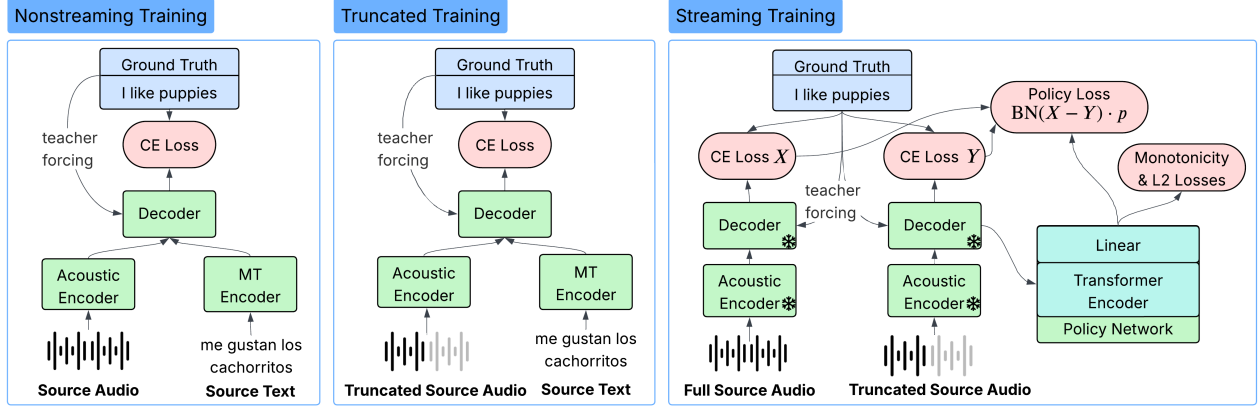 Nonstreaming Training
Ground Truth
I like puppies
teacher
forcing
CE Loss
Decoder
Acoustic
Encoder
MT
Encoder
me gustan los
cachorritos
Source Audio
Source Text
Truncated Training
Ground Truth
I like puppies
teacher
forcing
CE Loss
Decoder
Acoustic
Encoder
MT
Encoder
me gustan los
cachorritos
Truncated Source Audio
Source Text
Streaming Training
Ground Truth
I like puppies
Policy Loss
BN(X − Y) · p
CE Loss X
CE Loss Y
Monotonicity
& L2 Losses
teacher
forcing
Decoder
Decoder
Linear
Acoustic
Encoder
Acoustic
Encoder
Transformer
Encoder
Policy Network
Full Source Audio
Truncated Source Audio